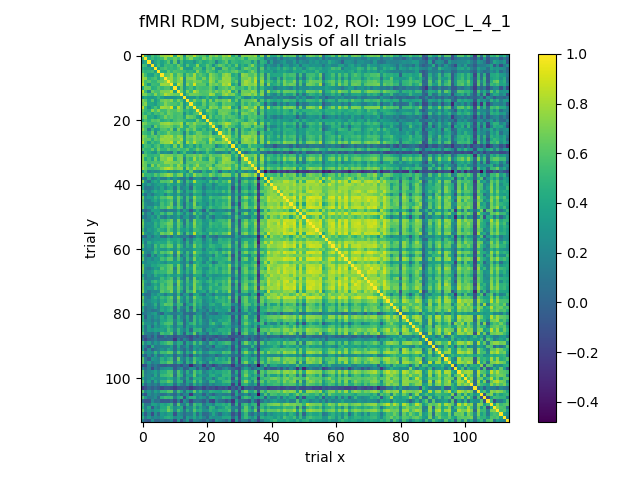 fMRI RDM, subject: 102, ROI: 199 LOC_L_4_1
Analysis of all trials
0
20
40
60
80
100
trial y
0 20 40 60 80 100
trial x
1.0
0.8
0.6
0.4
0.2
0.0
−0.2
−0.4